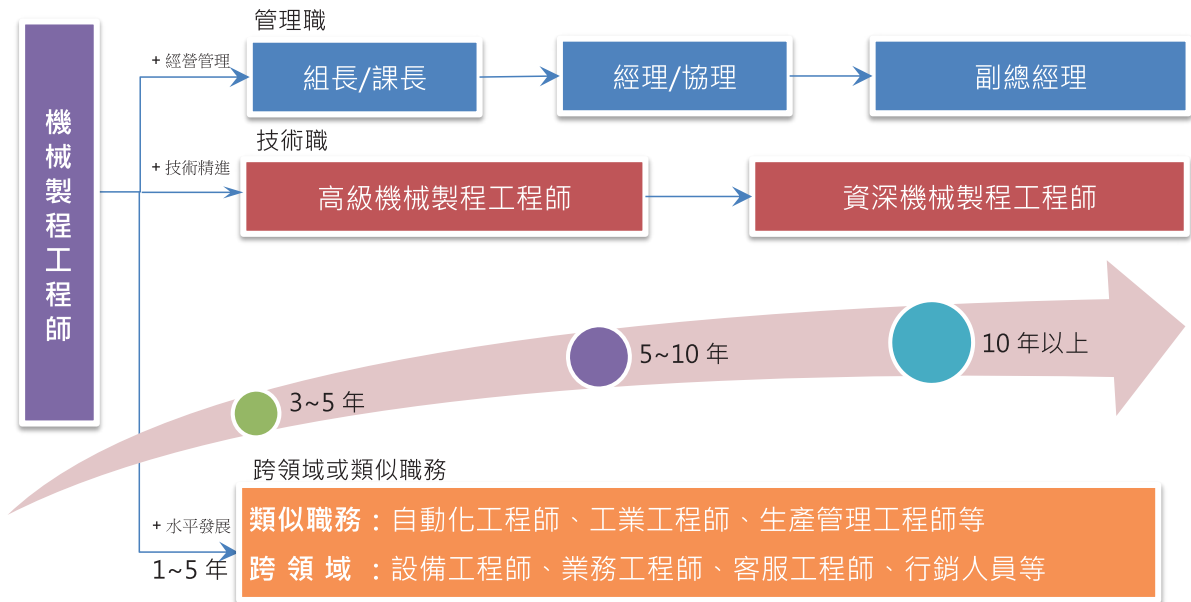 機械製程工程師
管理職
+ 經營管理
組長/課長
經理/協理
副總經理
技術職
+ 技術精進
高級機械製程工程師
資深機械製程工程師
3~5 年
5~10 年
10 年以上
跨領域或類似職務
+ 水平發展
1~5 年
類似職務：自動化工程師、工業工程師、生產管理工程師等
跨 領 域 ：設備工程師、業務工程師、客服工程師、行銷人員等